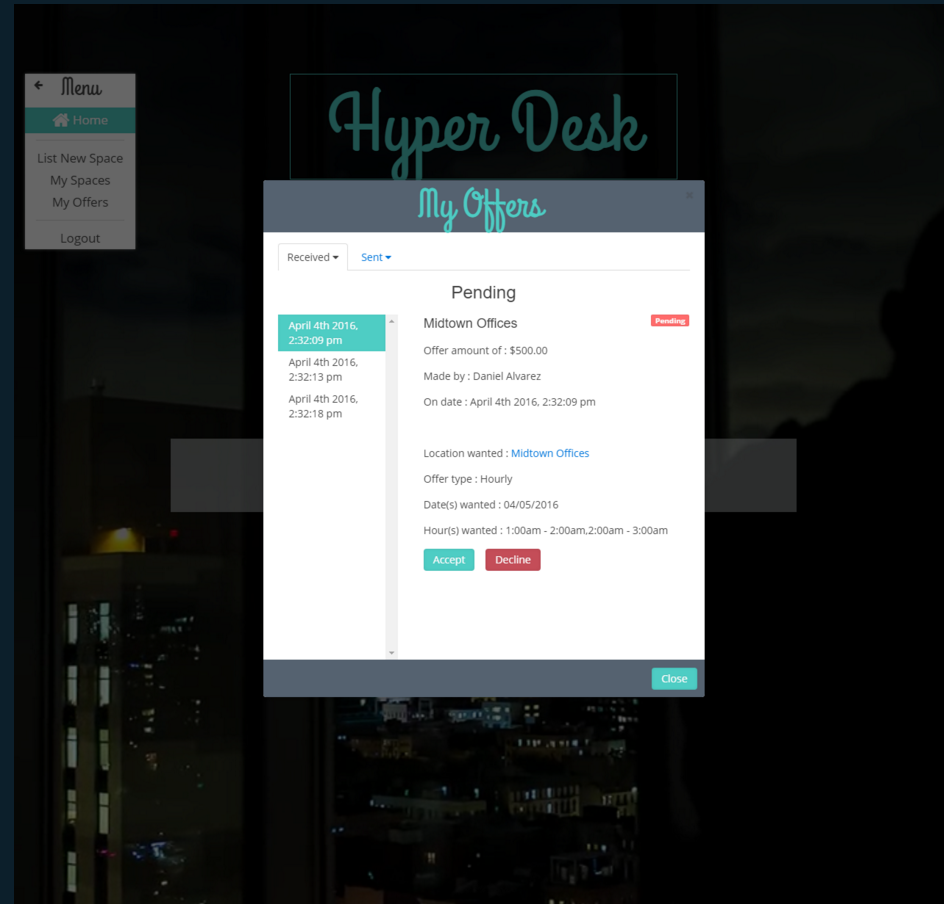 Menu
Home
List New Space
My Spaces
My Offers
Logout
Hyper Desk
My Offers
×
Received
Sent
Pending
April 4th 2016,
2:32:09 pm
April 4th 2016,
2:32:13 pm
April 4th 2016,
2:32:18 pm
Midtown Offices
Pending
Offer amount of : $500.00
Made by : Daniel Alvarez
On date : April 4th 2016, 2:32:09 pm
Location wanted : Midtown Offices
Offer type : Hourly
Date(s) wanted : 04/05/2016
Hour(s) wanted : 1:00am - 2:00am,2:00am - 3:00am
Accept
Decline
Close